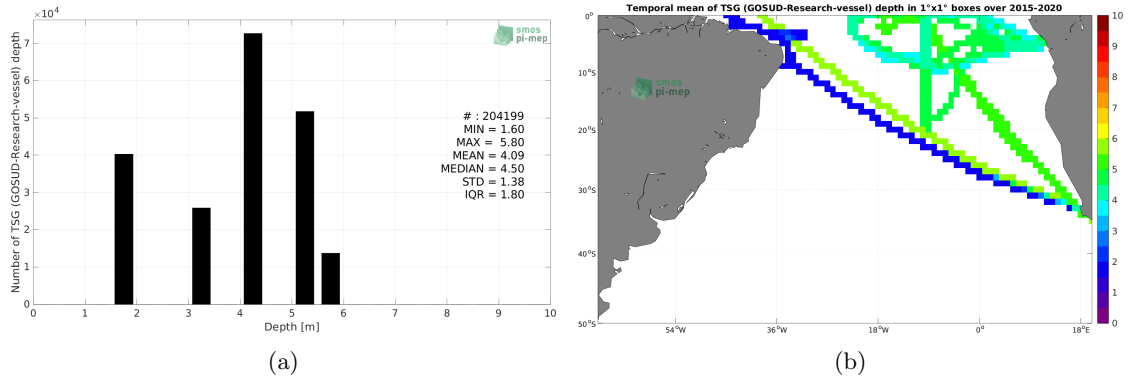 ×10⁴
7
6
5
4
3
2
1
0
Number of TSG (GOSUD-Research-vessel) depth
smos
pi-mep
# : 204199
MIN = 1.60
MAX = 5.80
MEAN = 4.09
MEDIAN = 4.50
STD = 1.38
IQR = 1.80
0 1 2 3 4 5 6 7 8 9 10
Depth [m]
(a)
Temporal mean of TSG (GOSUD-Research-vessel) depth in 1°x1° boxes over 2015-2020
0°
10°S
20°S
30°S
40°S
50°S
smos
pi-mep
54°W 36°W 18°W 0° 18°E
10
9
8
7
6
5
4
3
2
1
0
(b)